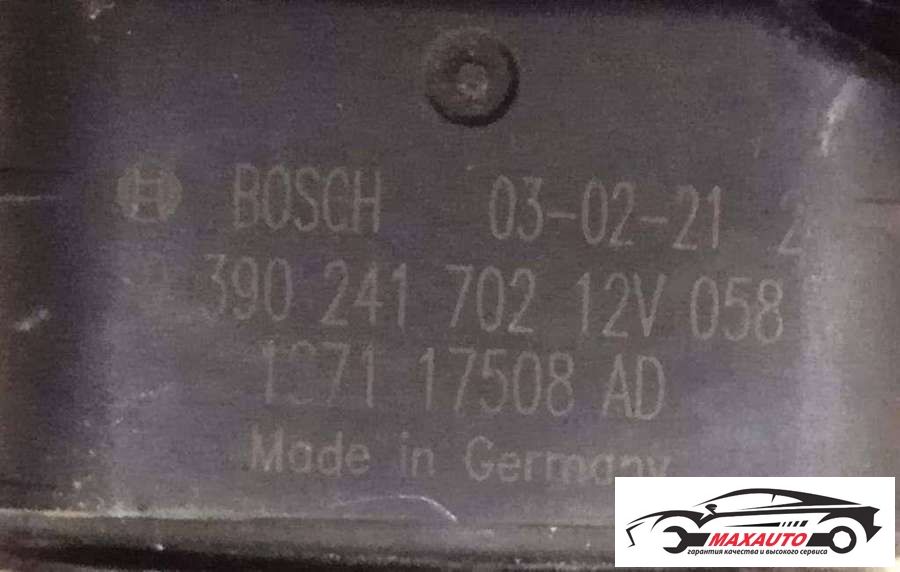 BOSCH 03-02-21 2
390 241 702 12V 058
17508 AD
Made in Germany
MAXAUTO
гарантия качества и высокого сервиса